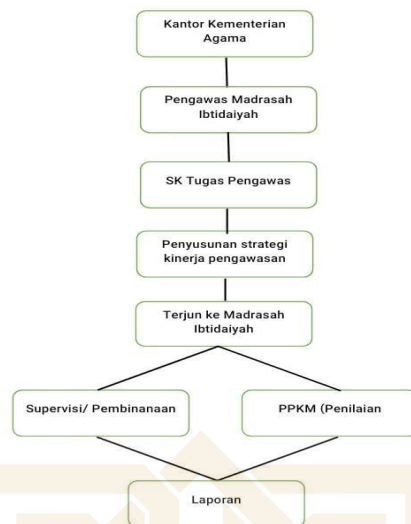 Kantor Kementerian
Agama
Pengawas Madrasah
Ibtidaiyah
SK Tugas Pengawas
Penyusunan strategi
kinerja pengawasan
Terjun ke Madrasah
Ibtidaiyah
Supervisi/ Pembinanaan
PPKM (Penilaian
Laporan